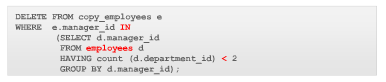 DELETE FROM copy_employees e
WHERE e.manager_id IN
(SELECT d.manager_id
FROM employees d
HAVING count (d.department_id) < 2
GROUP BY d.manager_id);